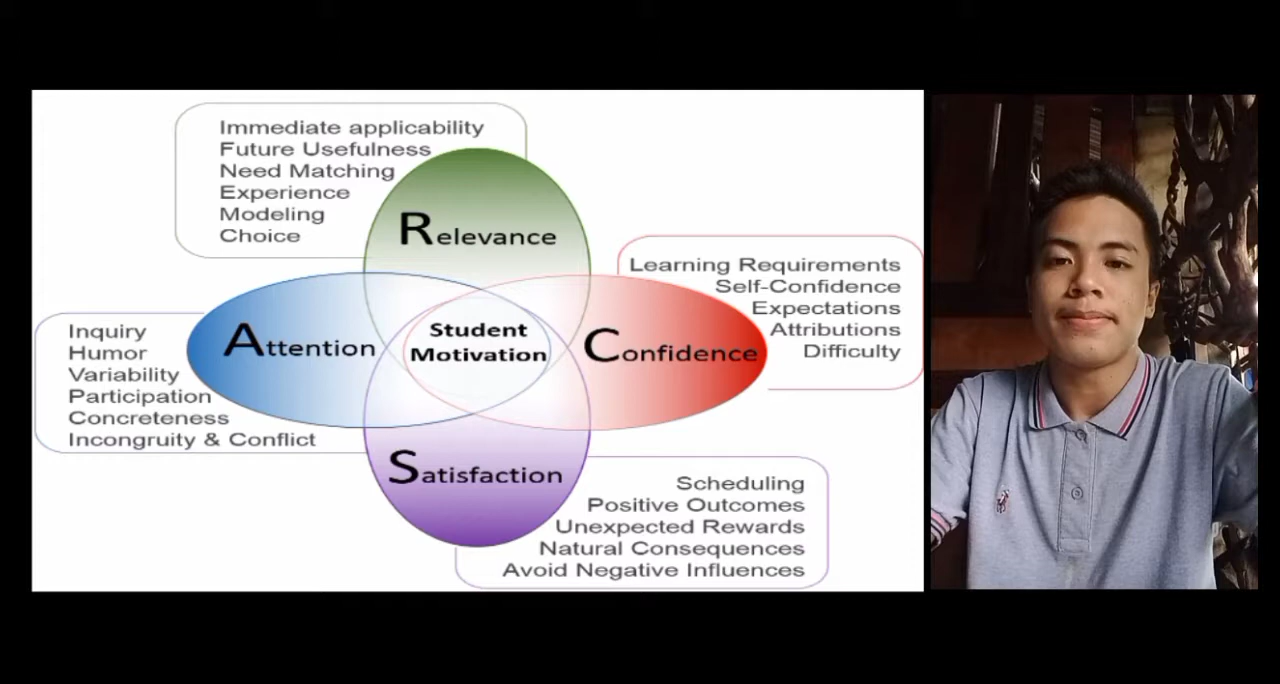 Immediate applicability
Future Usefulness
Need Matching
Experience
Modeling
Choice
Relevance
Learning Requirements
Self-Confidence
Expectations
Attributions
Difficulty
Inquiry
Humor
Variability
Participation
Concreteness
Incongruity & Conflict
Attention
Student
Motivation
Confidence
Satisfaction
Scheduling
Positive Outcomes
Unexpected Rewards
Natural Consequences
Avoid Negative Influences